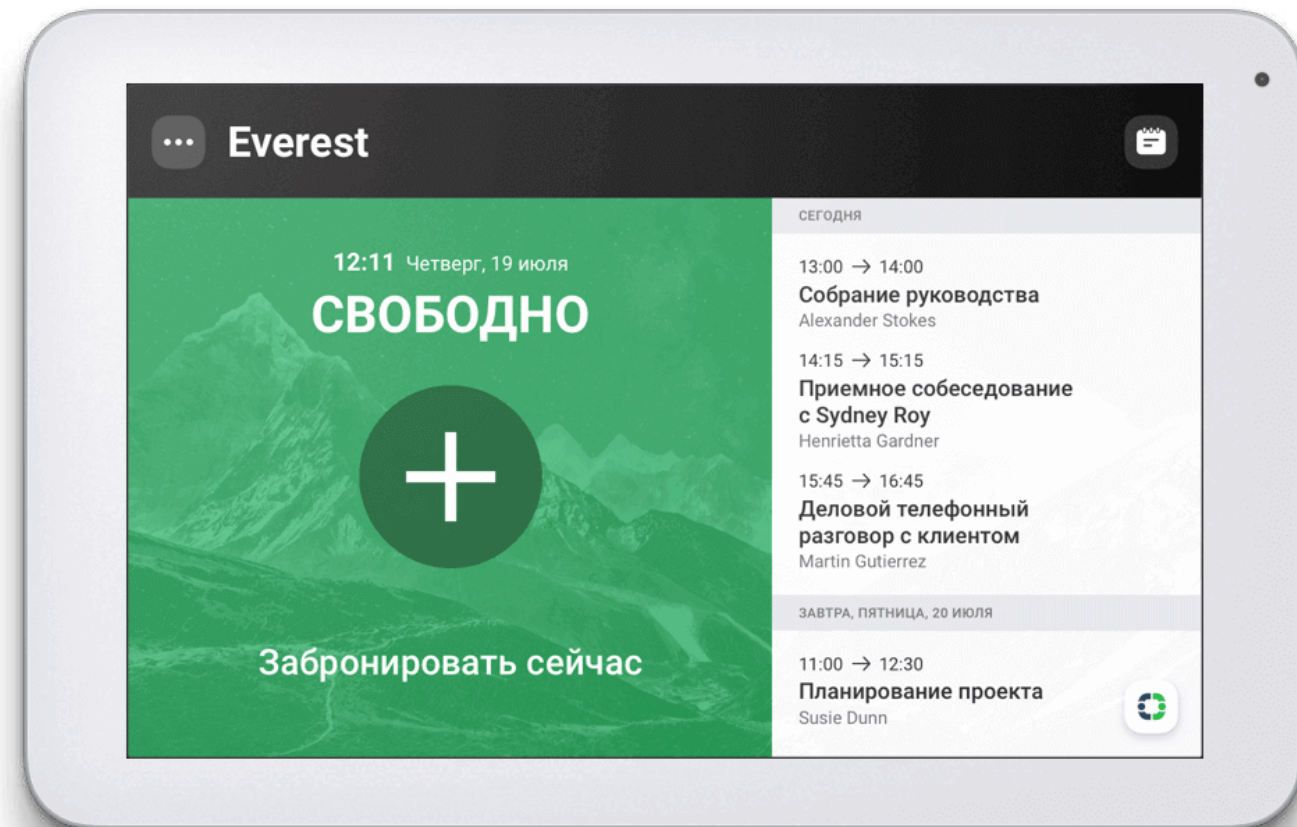 Everest
12:11 Четверг, 19 июля
СВОБОДНО
Забронировать сейчас
СЕГОДНЯ
13:00 → 14:00
Собрание руководства
Alexander Stokes
14:15 → 15:15
Приемное собеседование
с Sydney Roy
Henrietta Gardner
15:45 → 16:45
Деловой телефонный
разговор с клиентом
Martin Gutierrez
ЗАВТРА, ПЯТНИЦА, 20 ИЮЛЯ
11:00 → 12:30
Планирование проекта
Susie Dunn